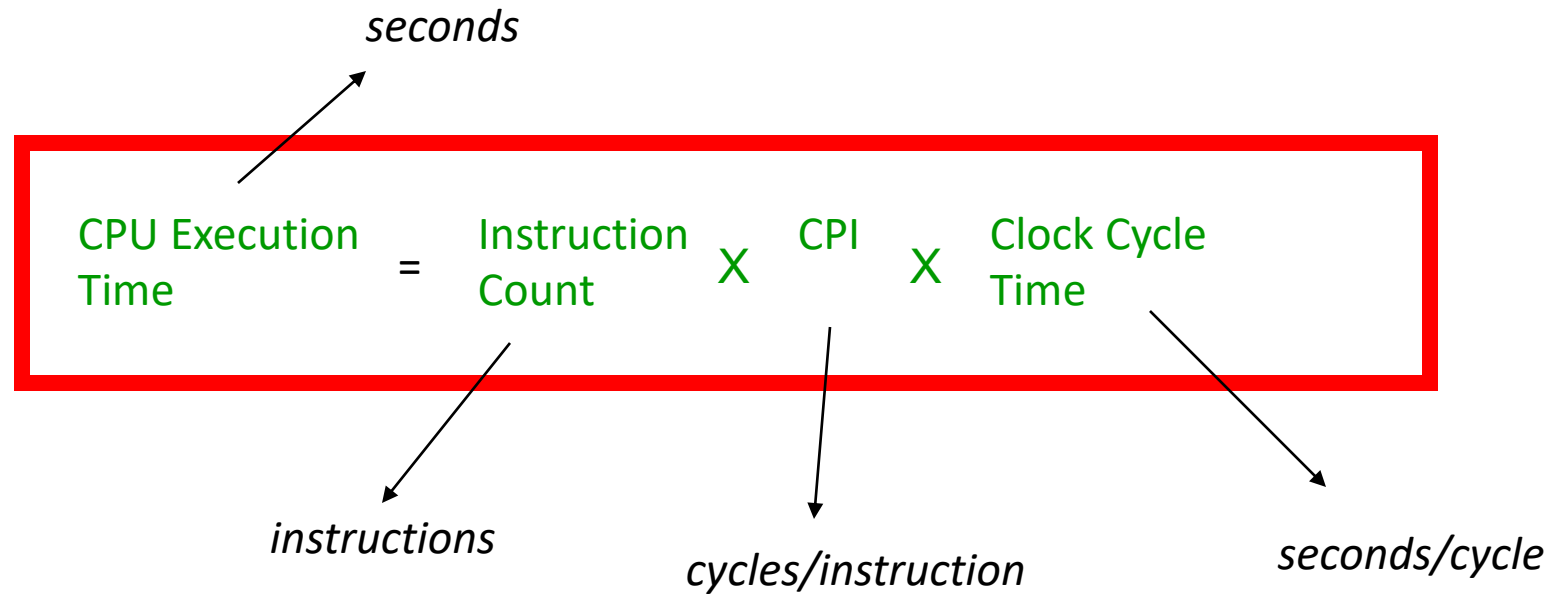 seconds
CPU Execution
Time
=
Instruction
Count
X
CPI
X
Clock Cycle
Time
instructions
cycles/instruction
seconds/cycle